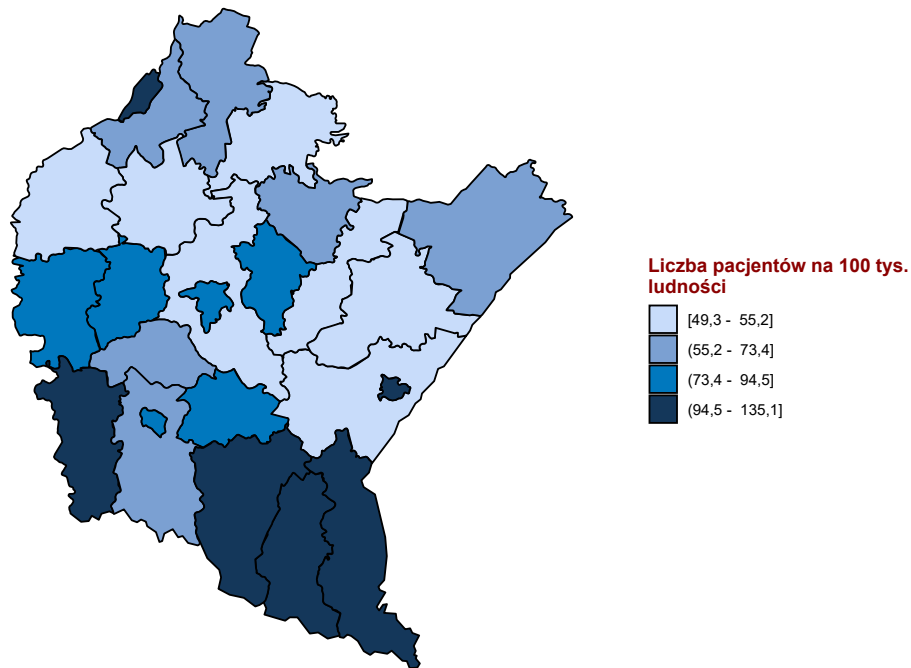 Liczba pacjentów na 100 tys.
ludności
[49,3 - 55,2]
(55,2 - 73,4]
(73,4 - 94,5]
(94,5 - 135,1]